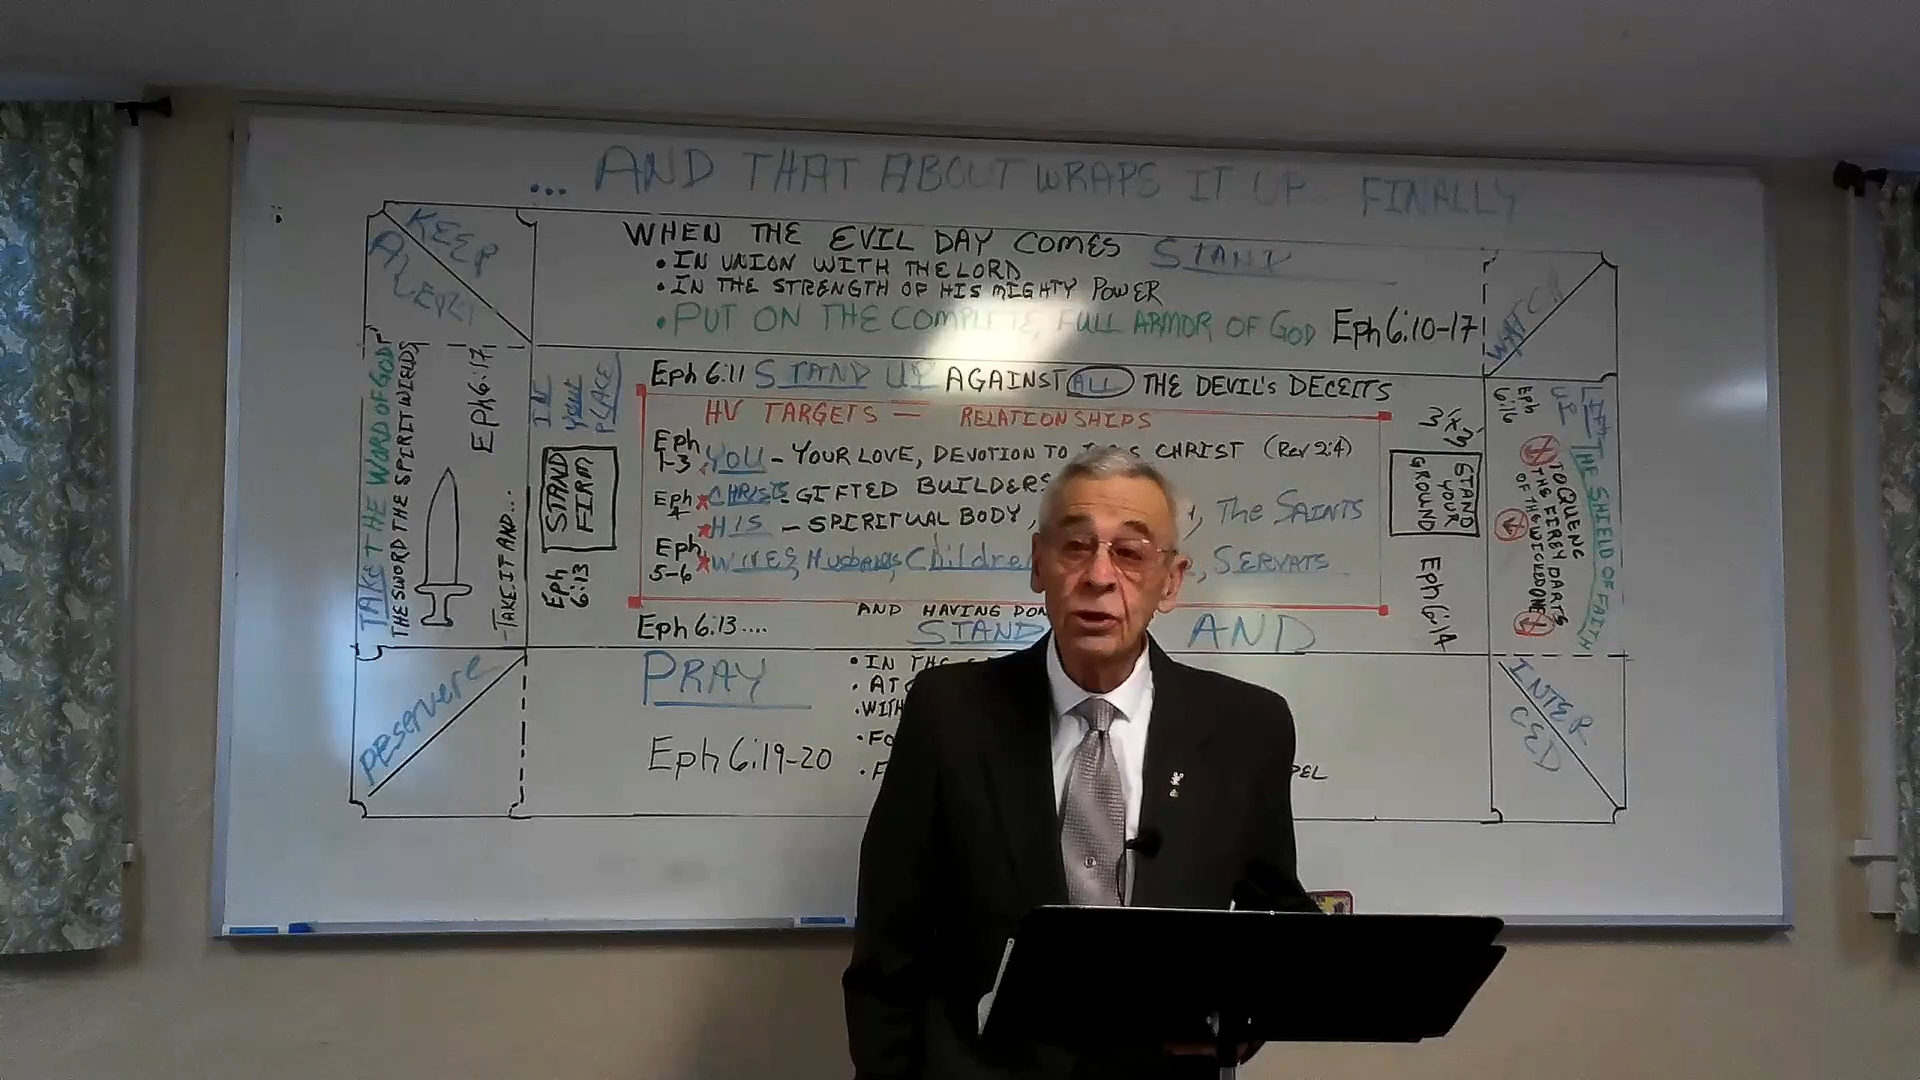 ... AND THAT ABOUT WRAPS IT UP FINALLY
KEEP
ALERT
WHEN THE EVIL DAY COMES STAND
• IN UNION WITH THE LORD
• IN THE STRENGTH OF HIS MIGHTY POWER
• PUT ON THE COMPLETE, FULL ARMOR OF GOD Eph 6:10-17
WATCH
TAKE THE WORD OF GOD
THE SWORD THE SPIRIT WIELDS
Eph 6:17
-TAKE IT AND...
IN
YOUR
PLACE
STAND
FIRM
Eph
6:13
Eph 6:11 STAND UP AGAINST ALL THE DEVIL'S DECEITS
HV TARGETS — RELATIONSHIPS
Eph
1-3 YOU - YOUR LOVE, DEVOTION TO CHRIST (Rev 2:4)
Eph
4 CHRIST'S GIFTED BUILDERS
HIS - SPIRITUAL BODY, The SAINTS
Eph
5-6 WIVES, Husbands, Children, SERVATS
AND HAVING DON
Eph 6:13.... STAND AND
STAND
YOUR
GROUND
Eph 6:14
LIFT THE SHIELD OF FAITH
UP
Eph
6:16
TO QUENC
THE FIREY DARTS
OF THE WICKED ONE
PESERVERE
PRAY
• IN THE
• AT
• WITH
• FO
Eph 6:19-20
INTER
CED